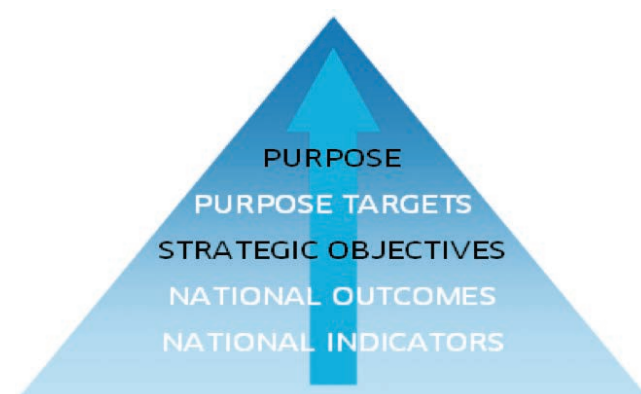 PURPOSE
PURPOSE TARGETS
STRATEGIC OBJECTIVES
NATIONAL OUTCOMES
NATIONAL INDICATORS